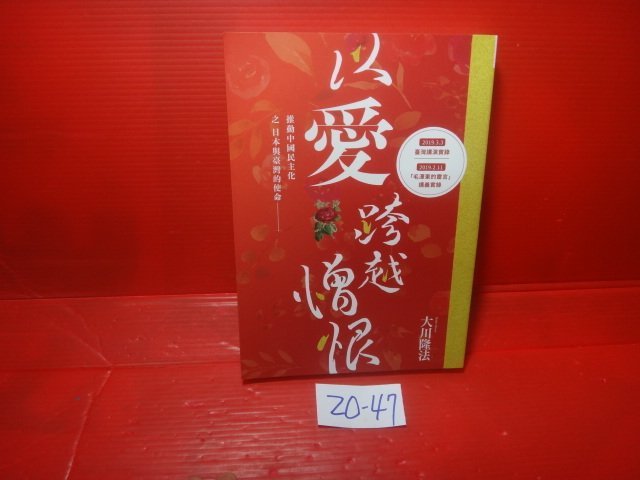 以愛跨越憎恨
推動中國民主化
之 日本與臺灣的使命——
2019.3.3
臺灣講演實錄
2019.2.11
「毛澤東的靈言」
講義實錄
大川隆法
ZO-47